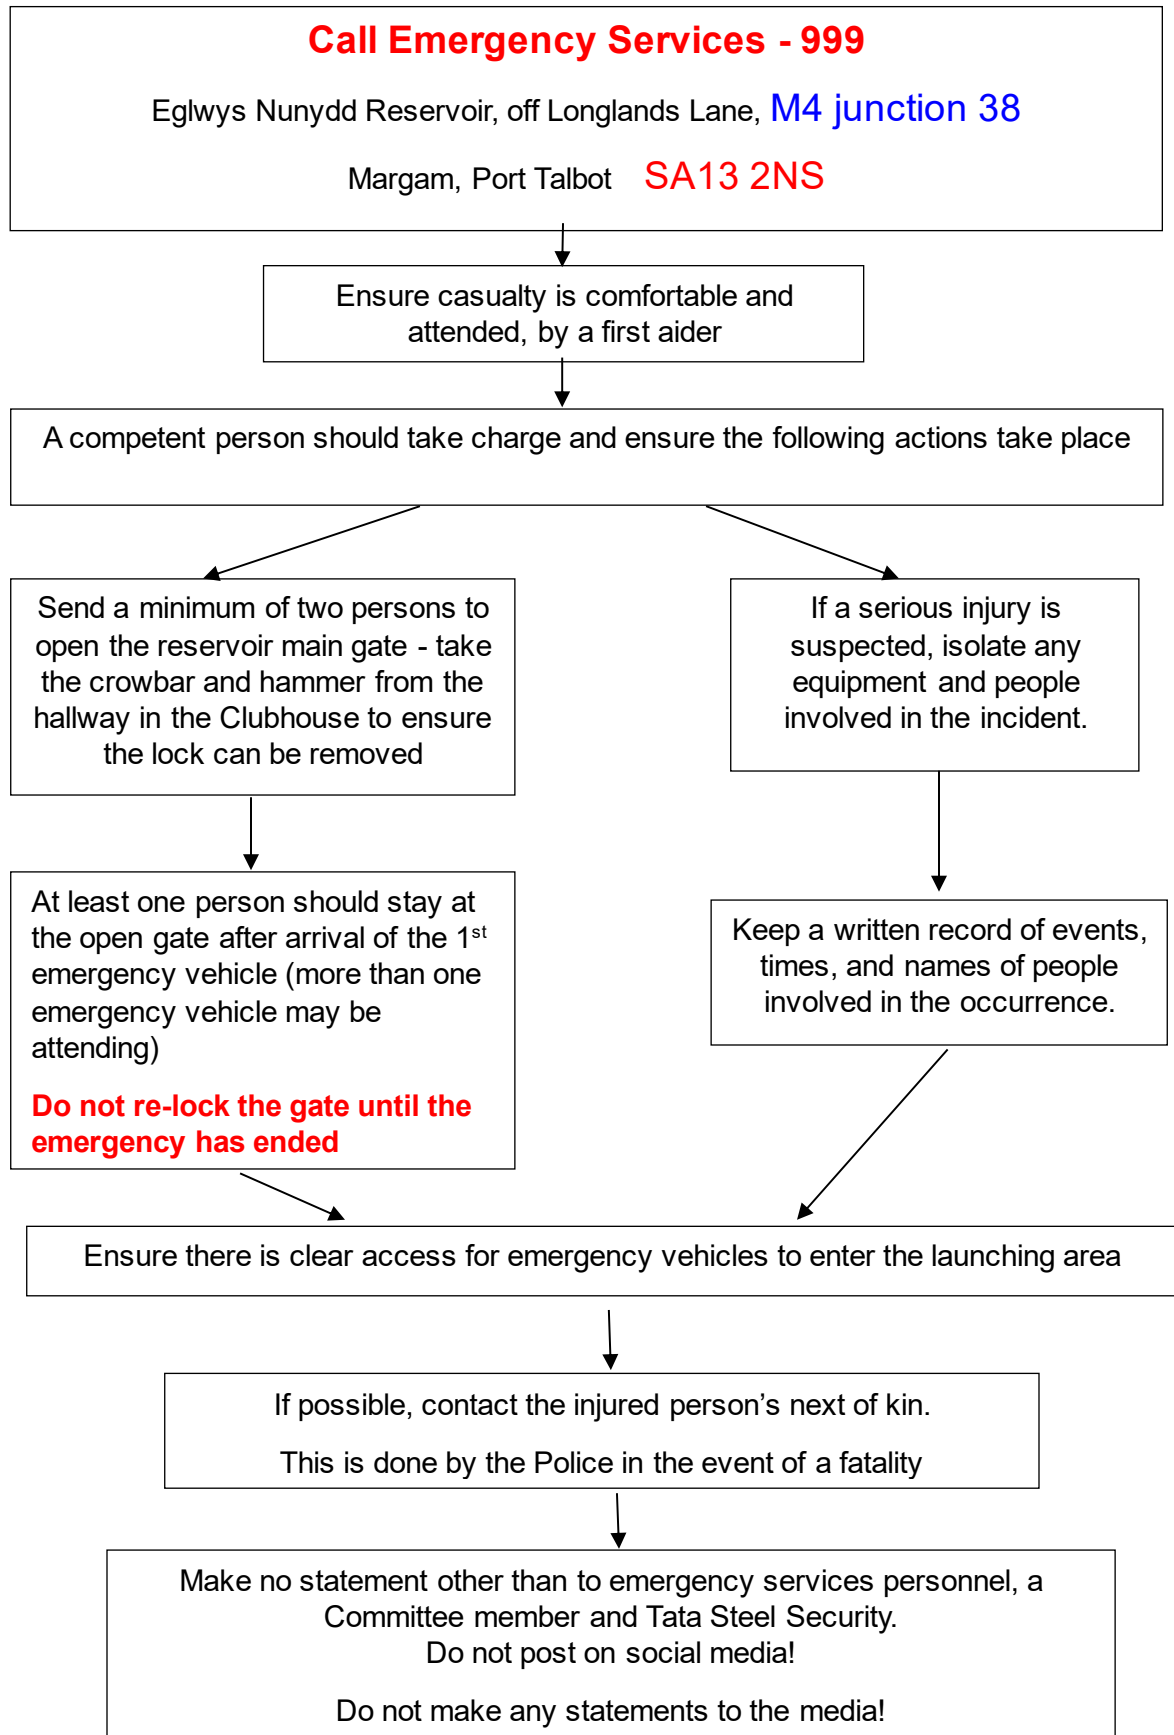 Call Emergency Services - 999
Eglwys Nunydd Reservoir, off Longlands Lane, M4 junction 38
Margam, Port Talbot SA13 2NS
Ensure casualty is comfortable and
attended, by a first aider
A competent person should take charge and ensure the following actions take place
Send a minimum of two persons to
open the reservoir main gate - take
the crowbar and hammer from the
hallway in the Clubhouse to ensure
the lock can be removed
If a serious injury is
suspected, isolate any
equipment and people
involved in the incident.
At least one person should stay at
the open gate after arrival of the 1st
emergency vehicle (more than one
emergency vehicle may be
attending)
Do not re-lock the gate until the
emergency has ended
Keep a written record of events,
times, and names of people
involved in the occurrence.
Ensure there is clear access for emergency vehicles to enter the launching area
If possible, contact the injured person’s next of kin.
This is done by the Police in the event of a fatality
Make no statement other than to emergency services personnel, a
Committee member and Tata Steel Security.
Do not post on social media!
Do not make any statements to the media!